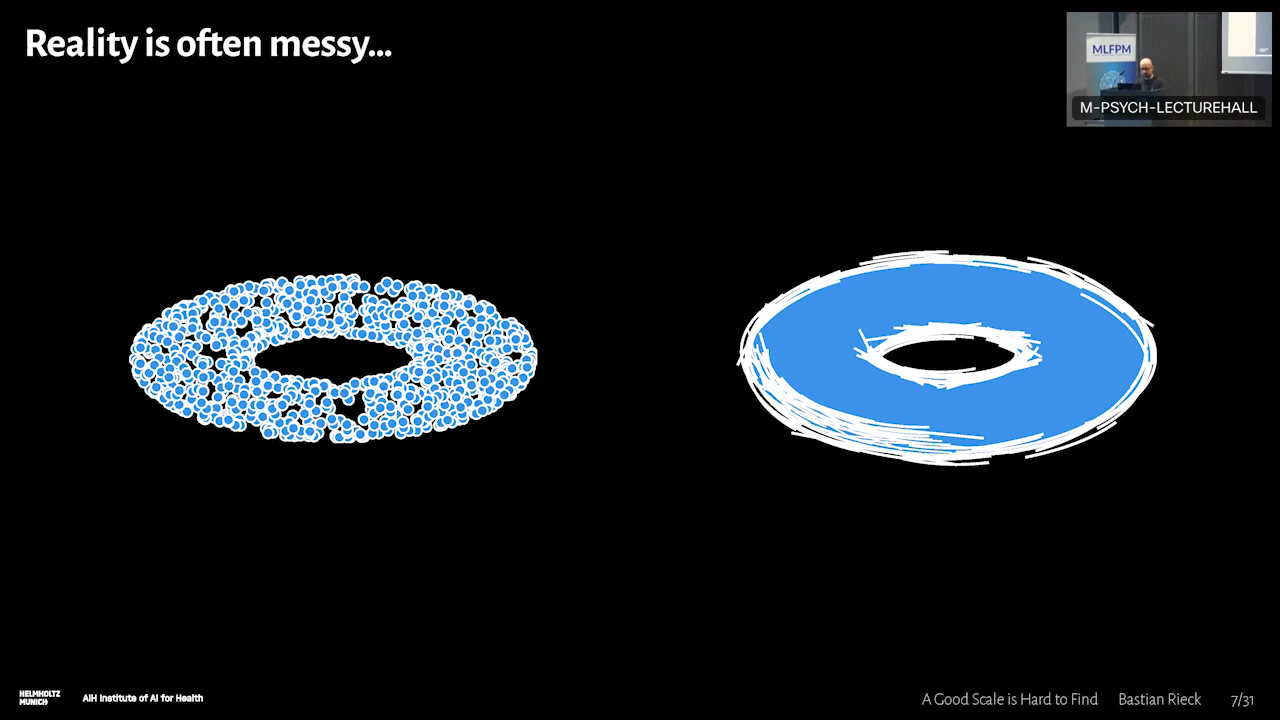 Reality is often messy...
MLFPM
M-PSYCH-LECTUREHALL
HELMHOLTZ
MUNICH
AIH Institute of AI for Health
A Good Scale is Hard to Find Bastian Rieck 7/31